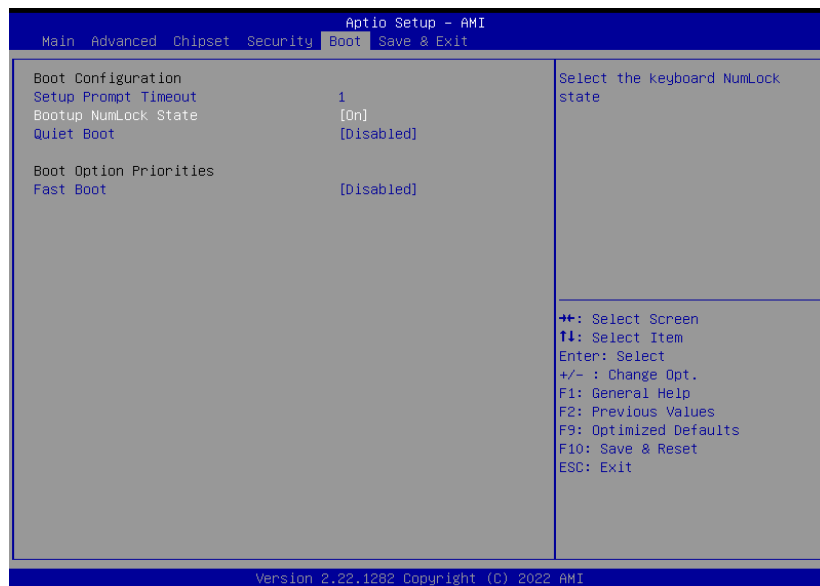 Aptio Setup – AMI
Main Advanced Chipset Security Boot Save & Exit
Boot Configuration
Setup Prompt Timeout 1
Bootup NumLock State [On]
Quiet Boot [Disabled]
Boot Option Priorities
Fast Boot [Disabled]
Select the keyboard NumLock
state
→←: Select Screen
↑↓: Select Item
Enter: Select
+/- : Change Opt.
F1: General Help
F2: Previous Values
F9: Optimized Defaults
F10: Save & Reset
ESC: Exit
Version 2.22.1282 Copyright (C) 2022 AMI